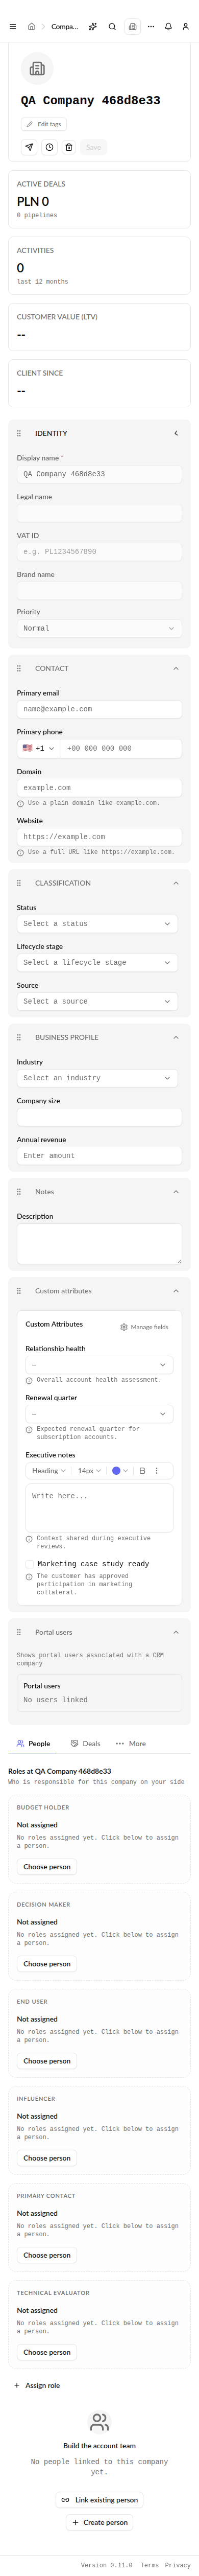 Compa...
QA Company 468d8e33
Edit tags
Save
ACTIVE DEALS
PLN 0
0 pipelines
ACTIVITIES
0
last 12 months
CUSTOMER VALUE (LTV)
--
CLIENT SINCE
--
IDENTITY
Display name *
QA Company 468d8e33
Legal name
VAT ID
e.g. PL1234567890
Brand name
Priority
Normal
CONTACT
Primary email
name@example.com
Primary phone
+1 +00 000 000 000
Domain
example.com
Use a plain domain like example.com.
Website
https://example.com
Use a full URL like https://example.com.
CLASSIFICATION
Status
Select a status
Lifecycle stage
Select a lifecycle stage
Source
Select a source
BUSINESS PROFILE
Industry
Select an industry
Company size
Annual revenue
Enter amount
Notes
Description
Custom attributes
Custom Attributes
Manage fields
Relationship health
—
Overall account health assessment.
Renewal quarter
—
Expected renewal quarter for
subscription accounts.
Executive notes
Heading 14px B
Write here...
Context shared during executive
reviews.
Marketing case study ready
The customer has approved
participation in marketing
collateral.
Portal users
Shows portal users associated with a CRM
company
Portal users
No users linked
People Deals More
Roles at QA Company 468d8e33
Who is responsible for this company on your side
BUDGET HOLDER
Not assigned
No roles assigned yet. Click below to assign
a person.
Choose person
DECISION MAKER
Not assigned
No roles assigned yet. Click below to assign
a person.
Choose person
END USER
Not assigned
No roles assigned yet. Click below to assign
a person.
Choose person
INFLUENCER
Not assigned
No roles assigned yet. Click below to assign
a person.
Choose person
PRIMARY CONTACT
Not assigned
No roles assigned yet. Click below to assign
a person.
Choose person
TECHNICAL EVALUATOR
Not assigned
No roles assigned yet. Click below to assign
a person.
Choose person
Assign role
Build the account team
No people linked to this company
yet.
Link existing person
Create person
Version 0.11.0 Terms Privacy